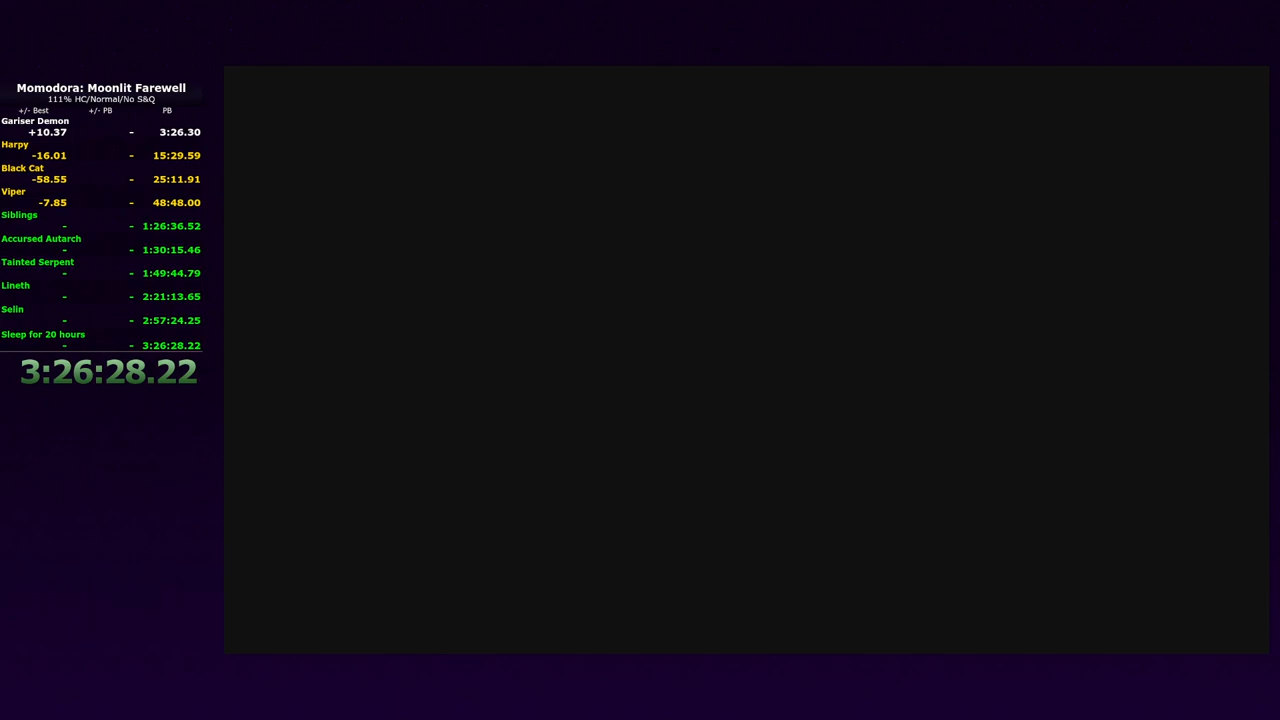 Momodora: Moonlit Farewell
111% HC/Normal/No S&Q
+/- Best +/- PB PB
Gariser Demon
+10.37 - 3:26.30
Harpy
-16.01 - 15:29.59
Black Cat
-58.55 - 25:11.91
Viper
-7.85 - 48:48.00
Siblings
- - 1:26:36.52
Accursed Autarch
- - 1:30:15.46
Tainted Serpent
- - 1:49:44.79
Lineth
- - 2:21:13.65
Selin
- - 2:57:24.25
Sleep for 20 hours
- - 3:26:28.22
3:26:28.22